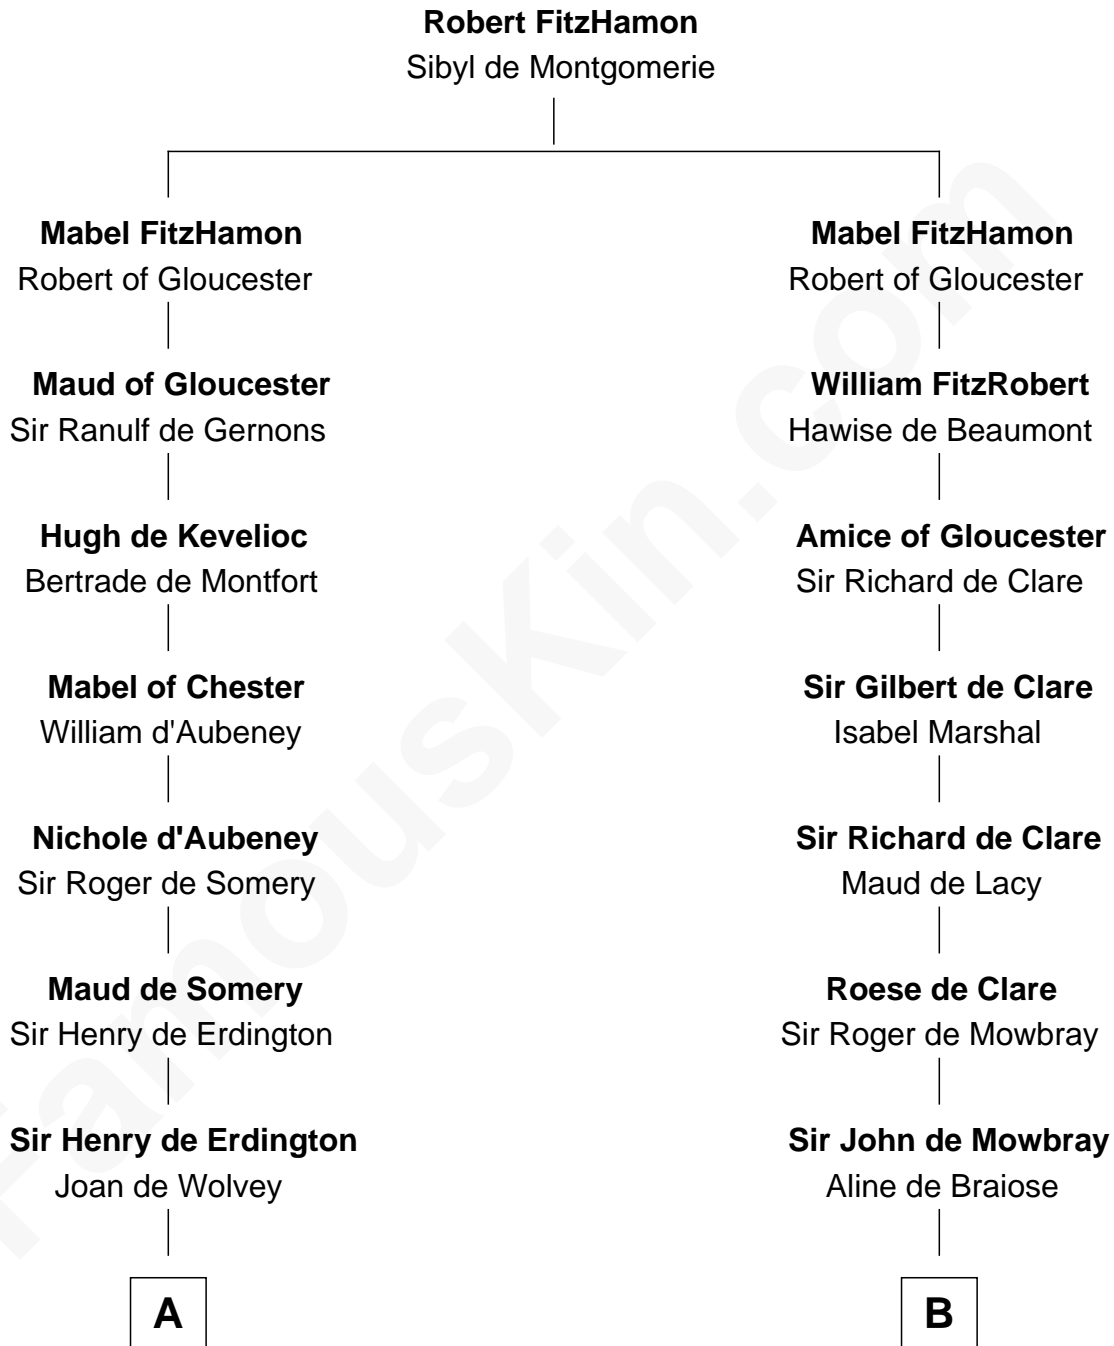 Robert FitzHamon
Sibyl de Montgomerie
Mabel FitzHamon
Robert of Gloucester
Mabel FitzHamon
Robert of Gloucester
Maud of Gloucester
Sir Ranulf de Gernons
William FitzRobert
Hawise de Beaumont
Hugh de Kevelioc
Bertrade de Montfort
Amice of Gloucester
Sir Richard de Clare
Mabel of Chester
William d'Aubeney
Sir Gilbert de Clare
Isabel Marshal
Nichole d'Aubeney
Sir Roger de Somery
Sir Richard de Clare
Maud de Lacy
Maud de Somery
Sir Henry de Erdington
Roese de Clare
Sir Roger de Mowbray
Sir Henry de Erdington
Joan de Wolvey
Sir John de Mowbray
Aline de Braiose
A
B
FamousKin.com